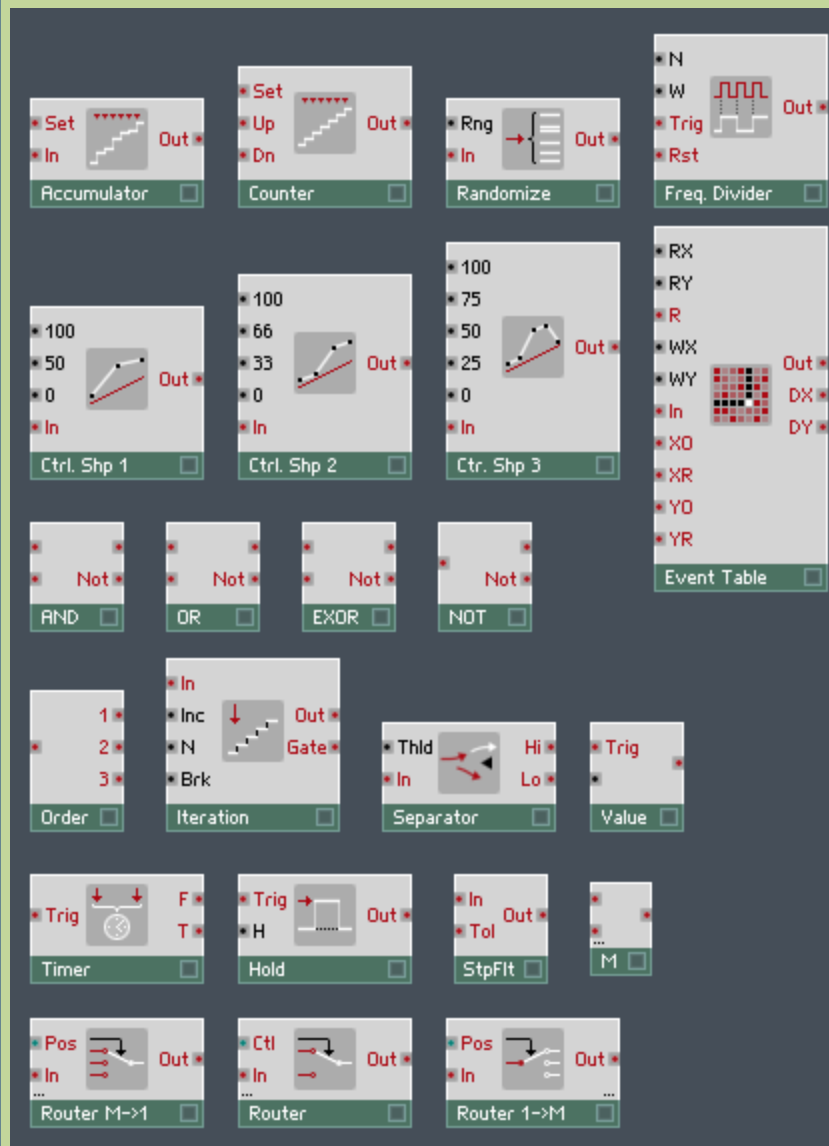 Set
In
Out
Accumulator
Set
Up
Dn
Out
Counter
Rng
In
Out
Randomize
N
W
Trig
Rst
Out
Freq. Divider
100
50
0
In
Out
Ctrl. Shp 1
100
66
33
0
In
Out
Ctrl. Shp 2
100
75
50
25
0
In
Out
Ctr. Shp 3
RX
RY
R
WX
WY
In
XO
XR
YO
YR
Out
DX
DY
Event Table
Not
AND
Not
OR
Not
EXOR
Not
NOT
1
2
3
Order
In
Inc
N
Brk
Out
Gate
Iteration
Thld
In
Hi
Lo
Separator
Trig
Value
Trig
F
T
Timer
Trig
H
Out
Hold
In
Tol
Out
StpFlt
...
M
Pos
In
...
Out
Router M->1
Ctl
In
...
Out
Router
Pos
In
Out
...
Router 1->M